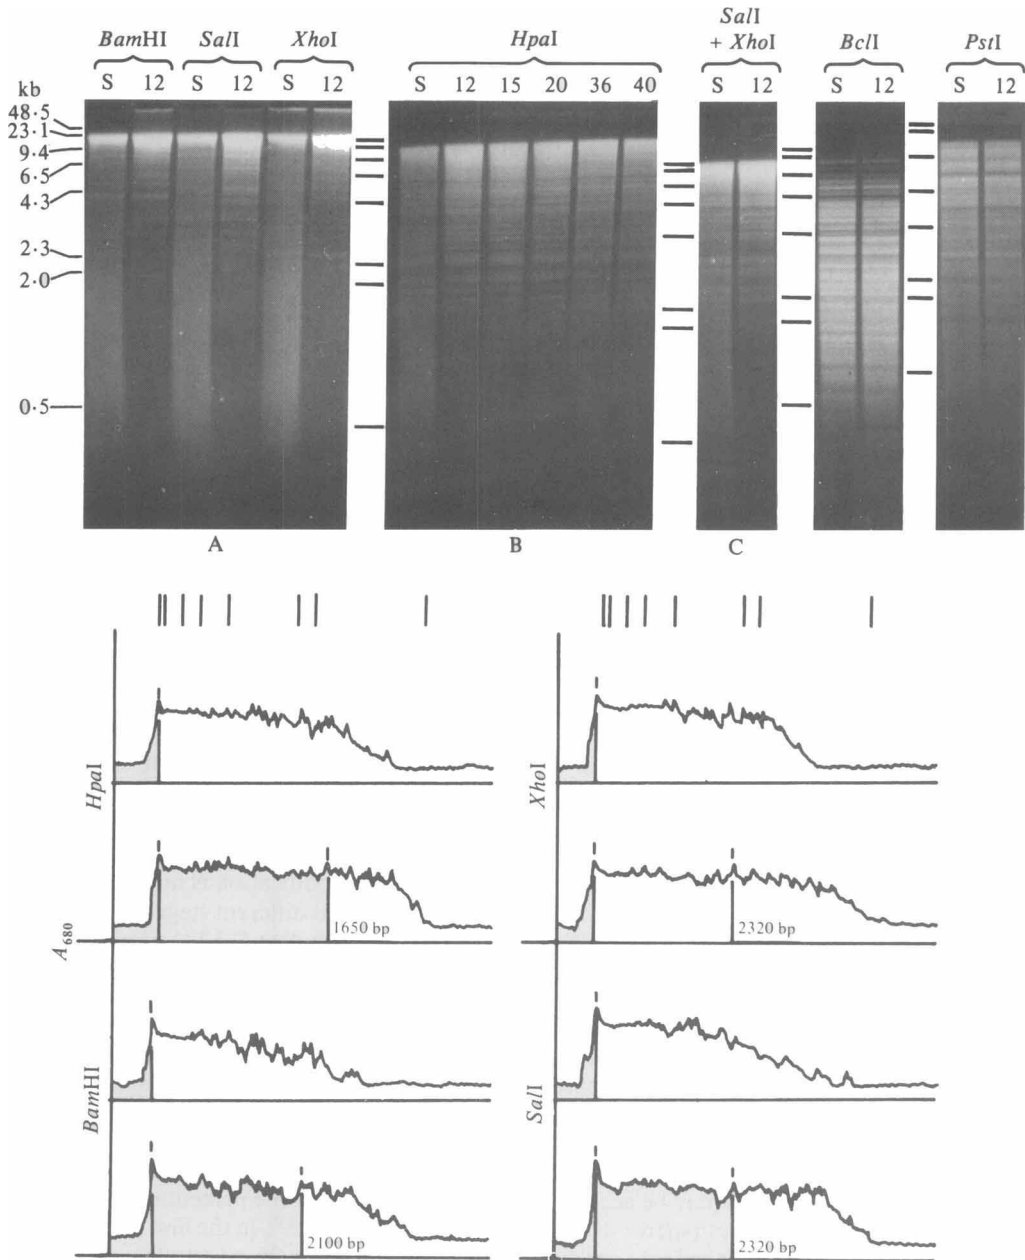 SalI
BamHI SalI XhoI HpaI + XhoI BclI PstI
S 12 S 12 S 12 S 12 15 20 36 40 S 12 S 12 S 12
kb
48·5
23·1
9·4
6·5
4·3
2·3
2·0
0·5
A B C
HpaI
XhoI
A680
1650 bp
2320 bp
BamHI
SalI
2100 bp
2320 bp